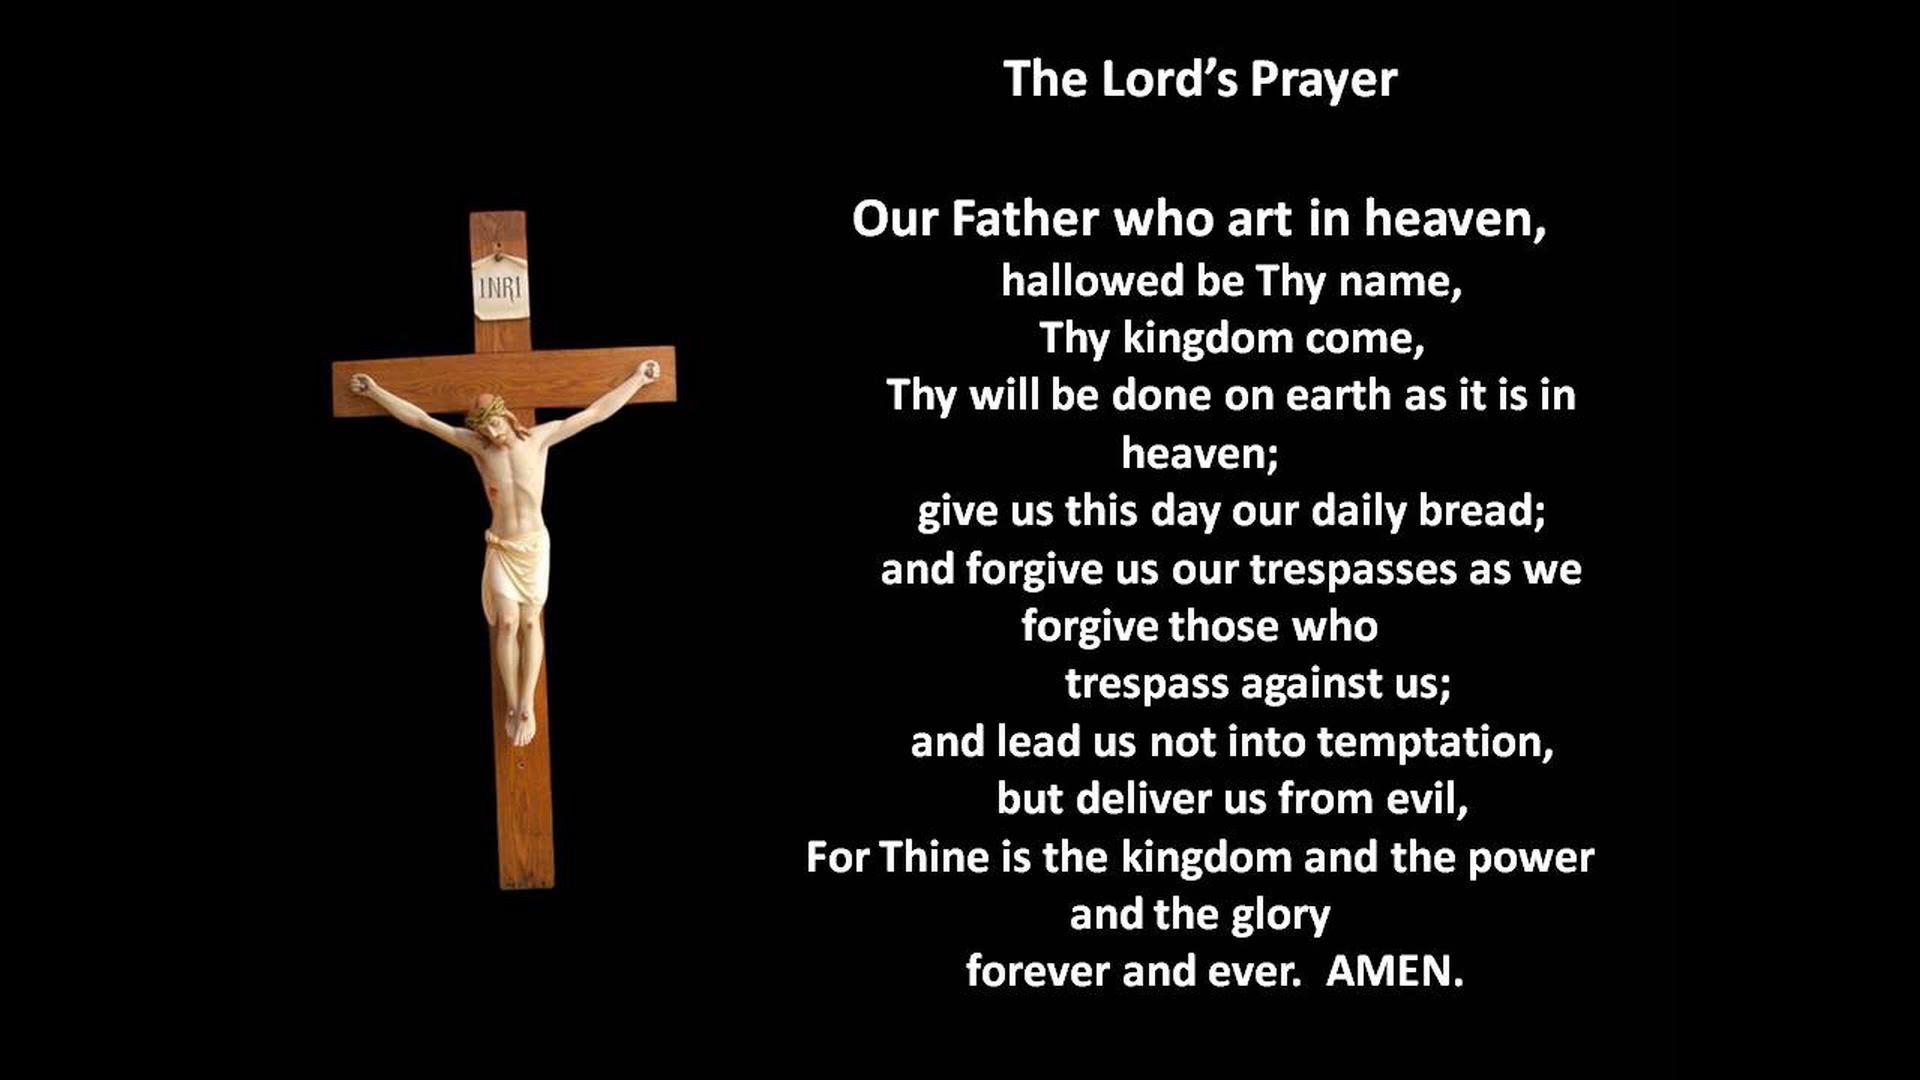 The Lord’s Prayer
INRI
Our Father who art in heaven,
hallowed be Thy name,
Thy kingdom come,
Thy will be done on earth as it is in
heaven;
give us this day our daily bread;
and forgive us our trespasses as we
forgive those who
trespass against us;
and lead us not into temptation,
but deliver us from evil,
For Thine is the kingdom and the power
and the glory
forever and ever.  AMEN.